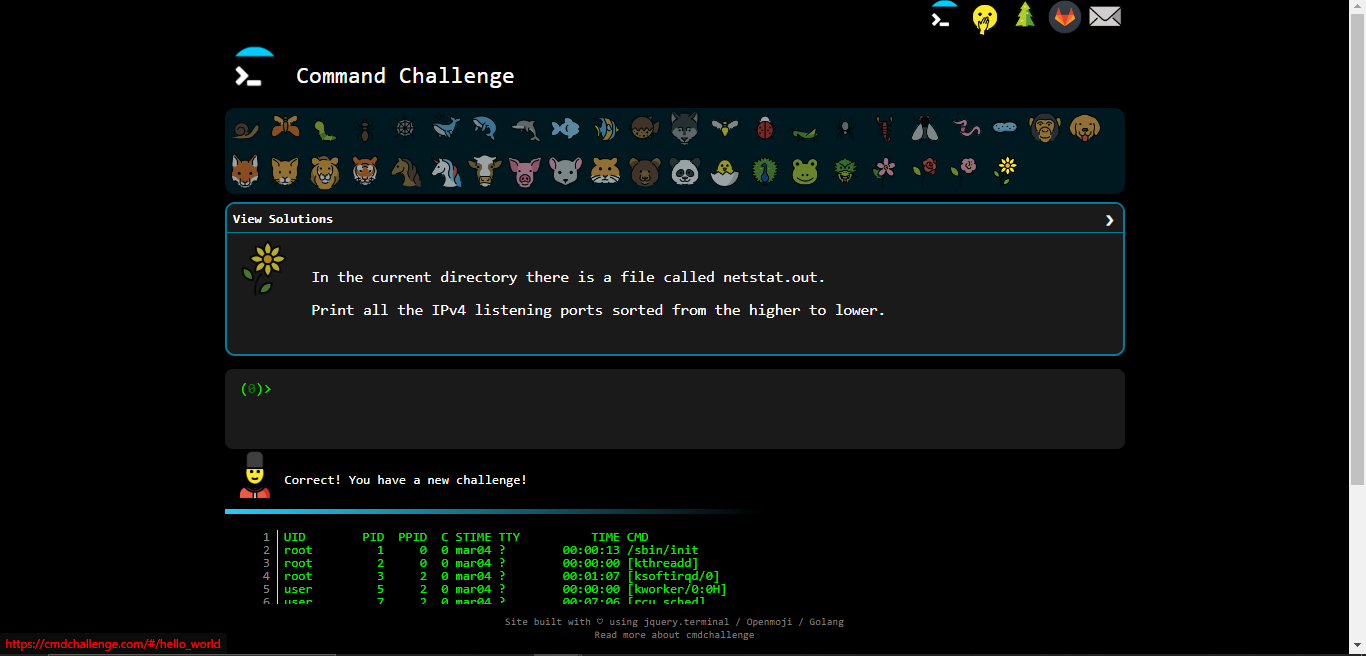 Command Challenge
View Solutions
In the current directory there is a file called netstat.out.
Print all the IPv4 listening ports sorted from the higher to lower.
(0)>
Correct! You have a new challenge!
1 UID PID PPID C STIME TTY TIME CMD
2 root 1 0 0 mar04 ? 00:00:13 /sbin/init
3 root 2 0 0 mar04 ? 00:00:00 [kthreadd]
4 root 3 2 0 mar04 ? 00:01:07 [ksoftirqd/0]
5 user 5 2 0 mar04 ? 00:00:00 [kworker/0:0H]
6 user 7 2 0 mar04 ? 00:07:06 [rcu_sched]
Site built with ♡ using jquery.terminal / Openmoji / Golang
Read more about cmdchallenge
https://cmdchallenge.com/#/hello_world